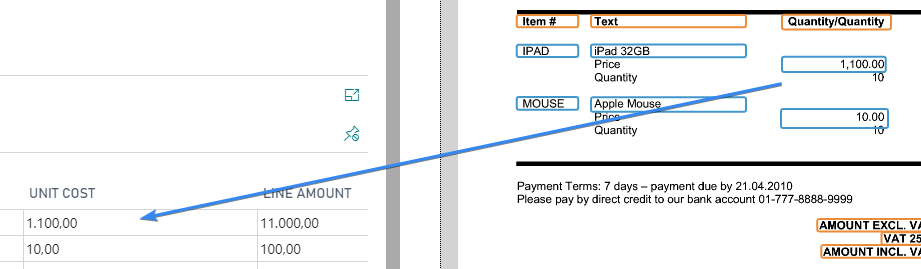 UNIT COST LINE AMOUNT
1.100,00 11.000,00
10,00 100,00
Item # Text Quantity/Quantity
IPAD iPad 32GB
Price 1,100.00
Quantity 10
MOUSE Apple Mouse
Price 10.00
Quantity 10
Payment Terms: 7 days – payment due by 21.04.2010
Please pay by direct credit to our bank account 01-777-8888-9999
AMOUNT EXCL. VA
VAT 25
AMOUNT INCL. VA